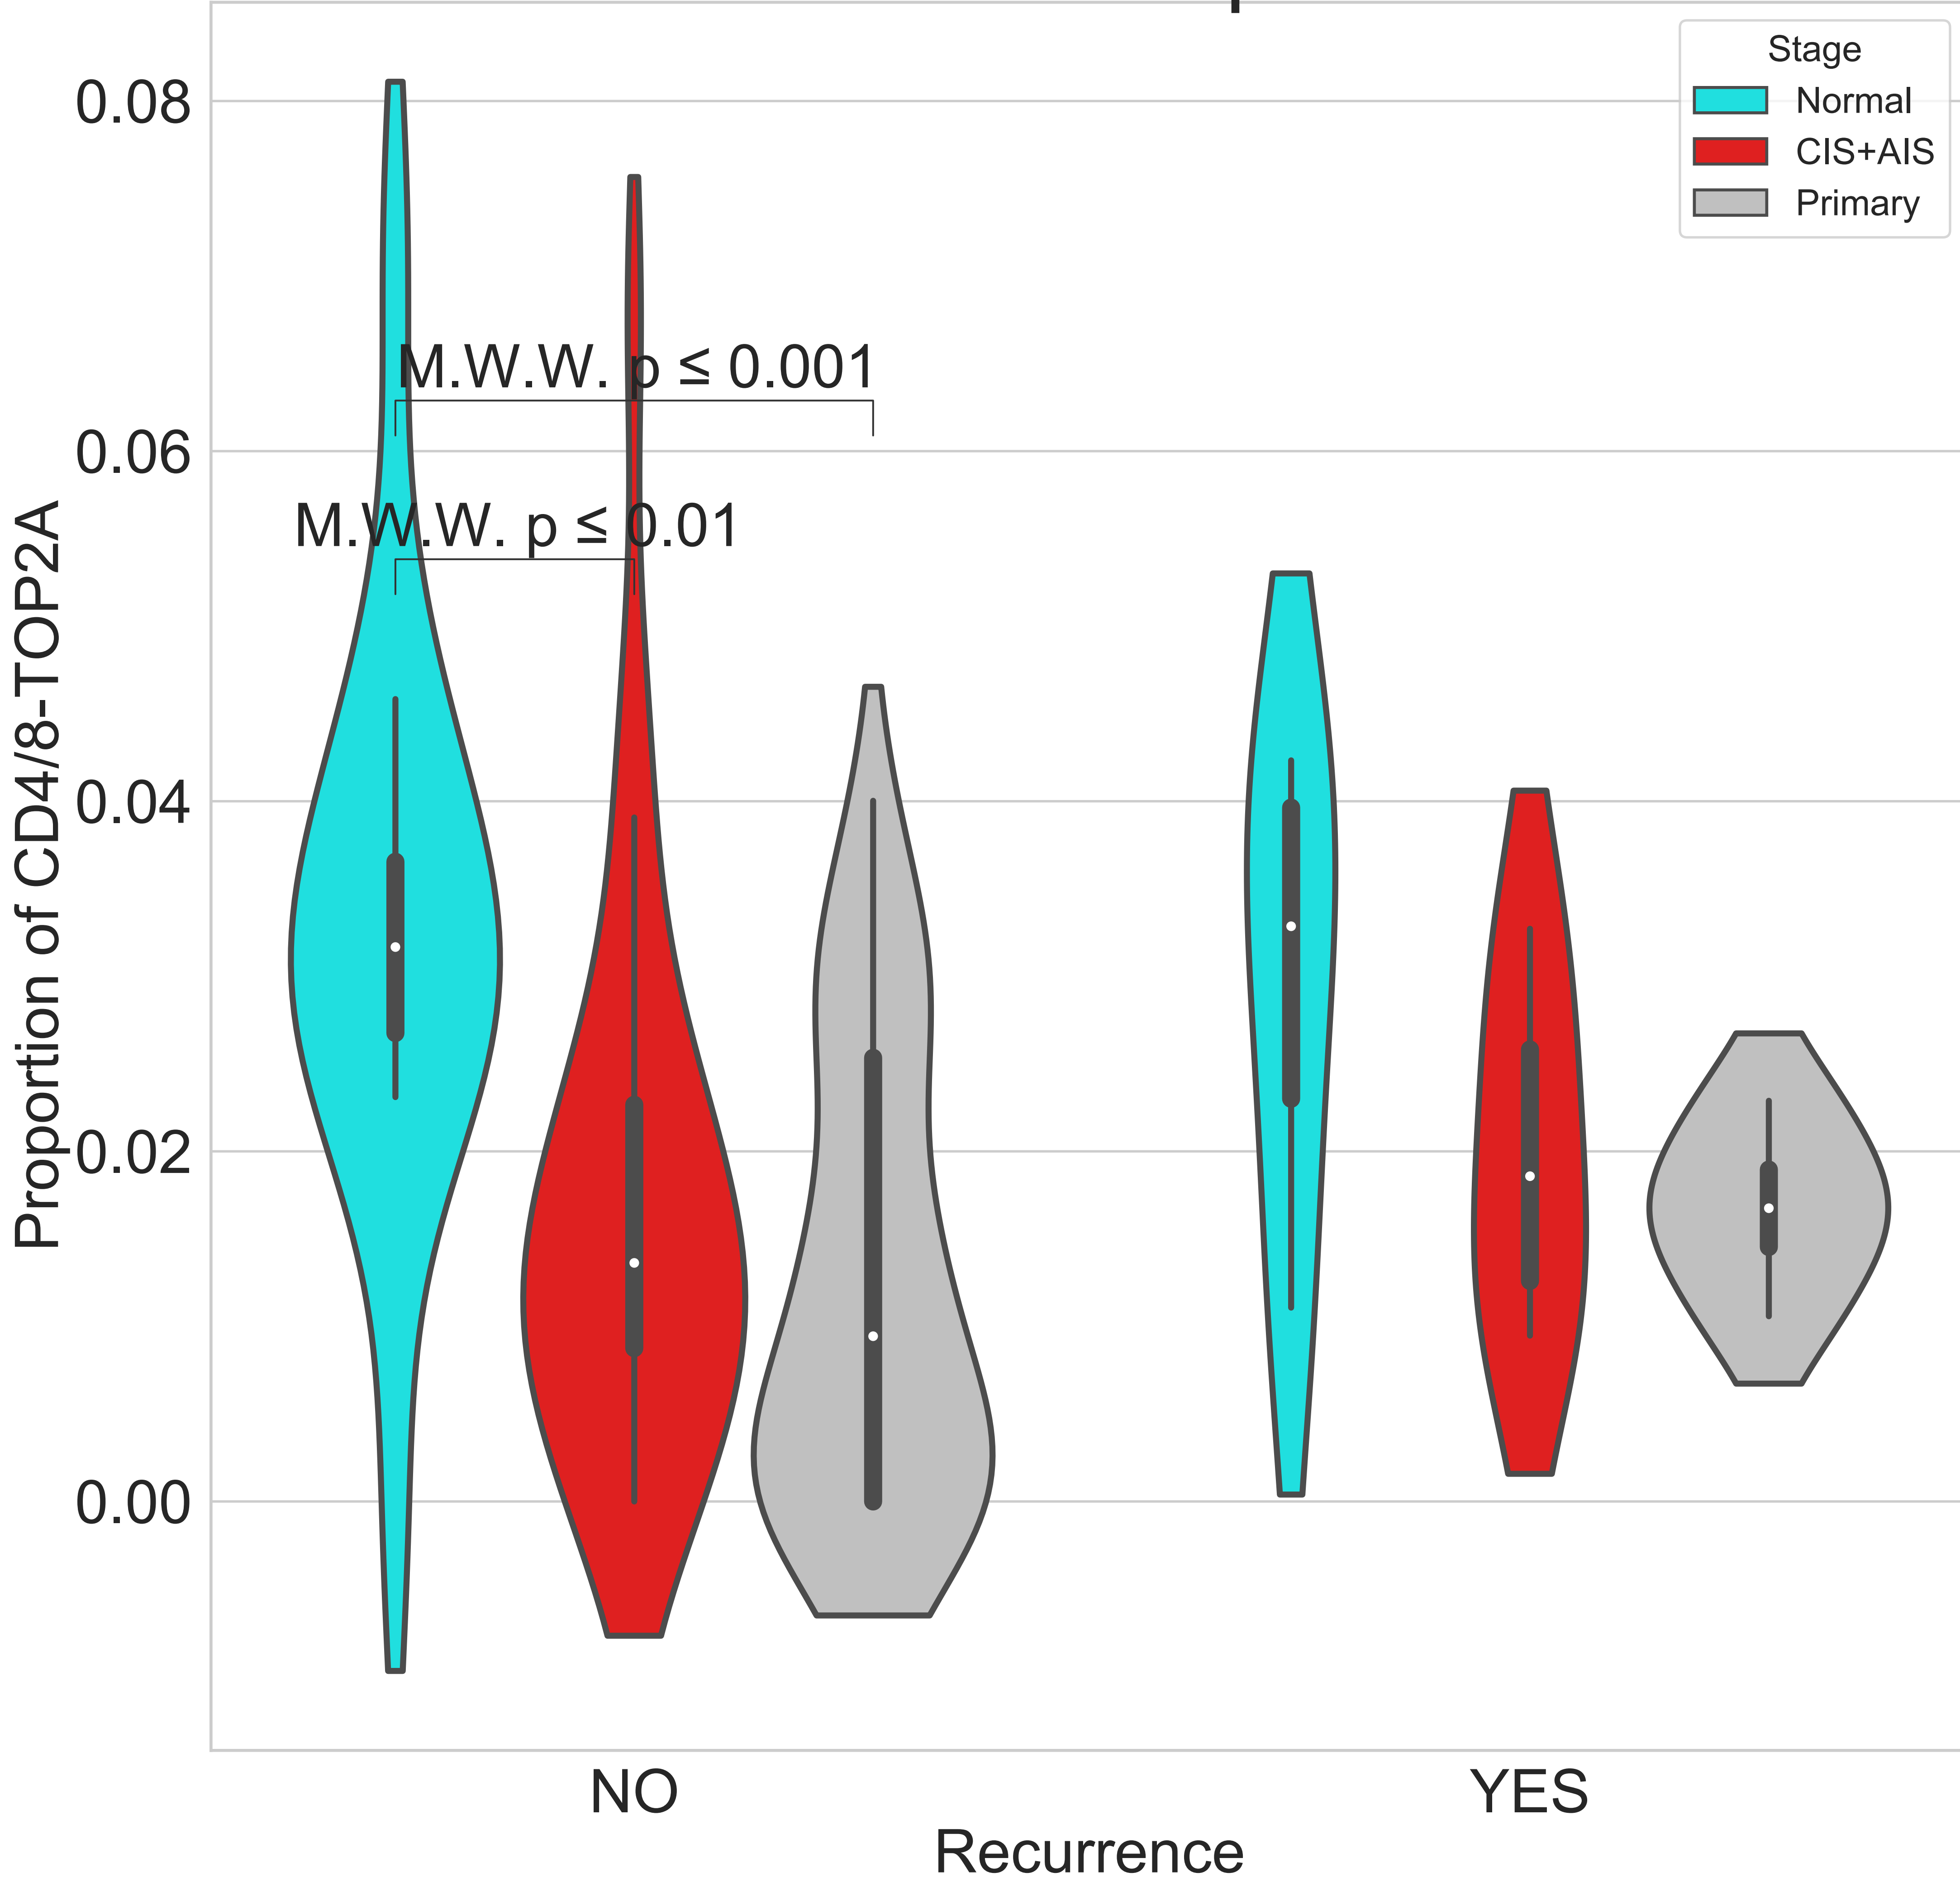 Stage
Normal
CIS+AIS
Primary
0.08
0.06
0.04
0.02
0.00
Proportion of CD4/8-TOP2A
M.W.W. p ≤ 0.001
M.W.W. p ≤ 0.01
NO
YES
Recurrence